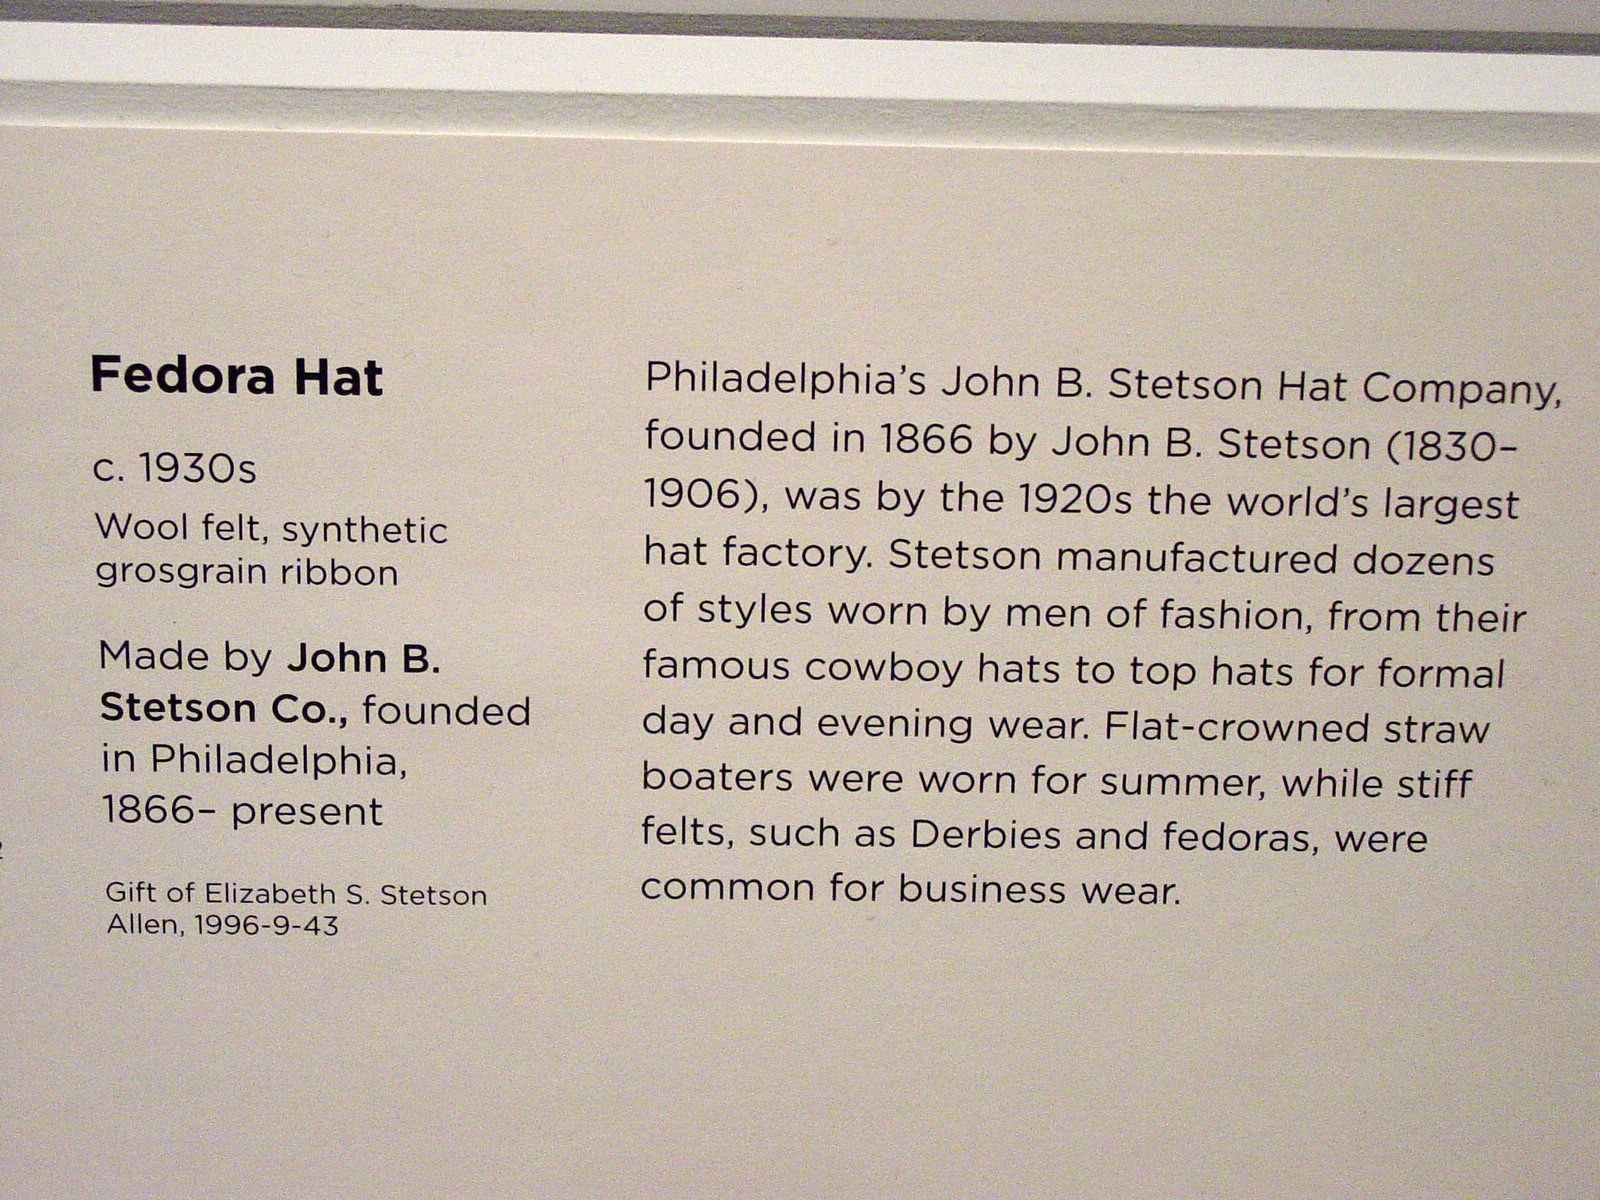 Fedora Hat
c. 1930s
Wool felt, synthetic
grosgrain ribbon
Made by John B.
Stetson Co., founded
in Philadelphia,
1866– present
Gift of Elizabeth S. Stetson
Allen, 1996-9-43
Philadelphia's John B. Stetson Hat Company,
founded in 1866 by John B. Stetson (1830–
1906), was by the 1920s the world's largest
hat factory. Stetson manufactured dozens
of styles worn by men of fashion, from their
famous cowboy hats to top hats for formal
day and evening wear. Flat-crowned straw
boaters were worn for summer, while stiff
felts, such as Derbies and fedoras, were
common for business wear.